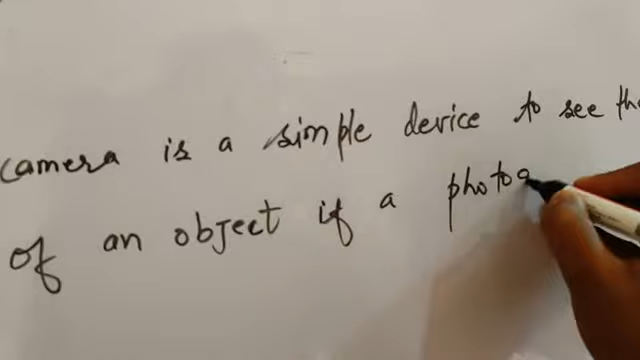 camera is a simple device to see the
of an object if a photo